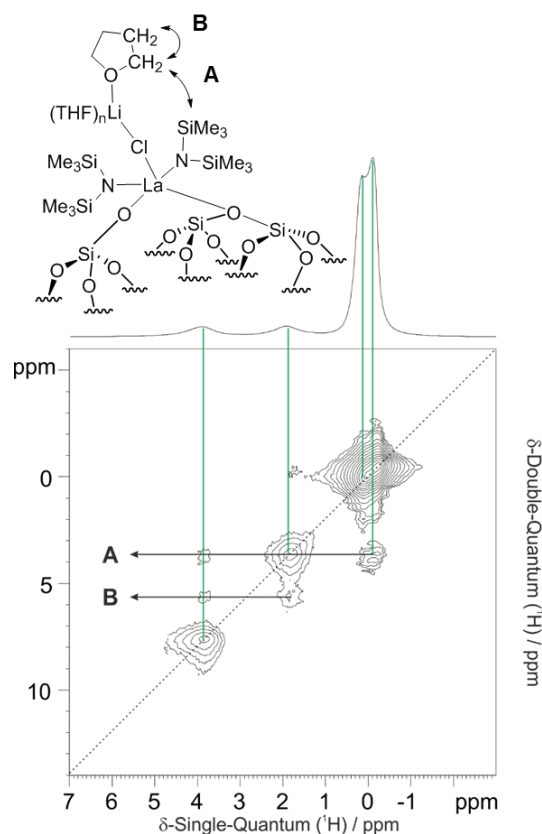 B
CH₂
CH₂
O
A
(THF)ₙLi
SiMe3
Cl
N
SiMe3
Me₃Si
N
La
Me₃Si
O
O
Si
Si
Si
O
O
O
O
O
O
O
O
ppm
0
5
10
A
B
7 6 5 4 3 2 1 0 -1 ppm
δ-Single-Quantum (¹H) / ppm
δ-Double-Quantum (¹H) / ppm